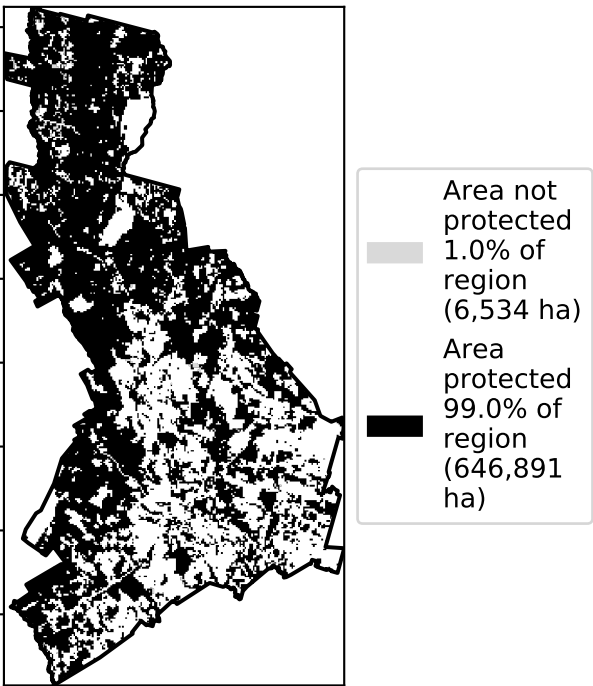 Area not
protected
1.0% of
region
(6,534 ha)
Area
protected
99.0% of
region
(646,891
ha)